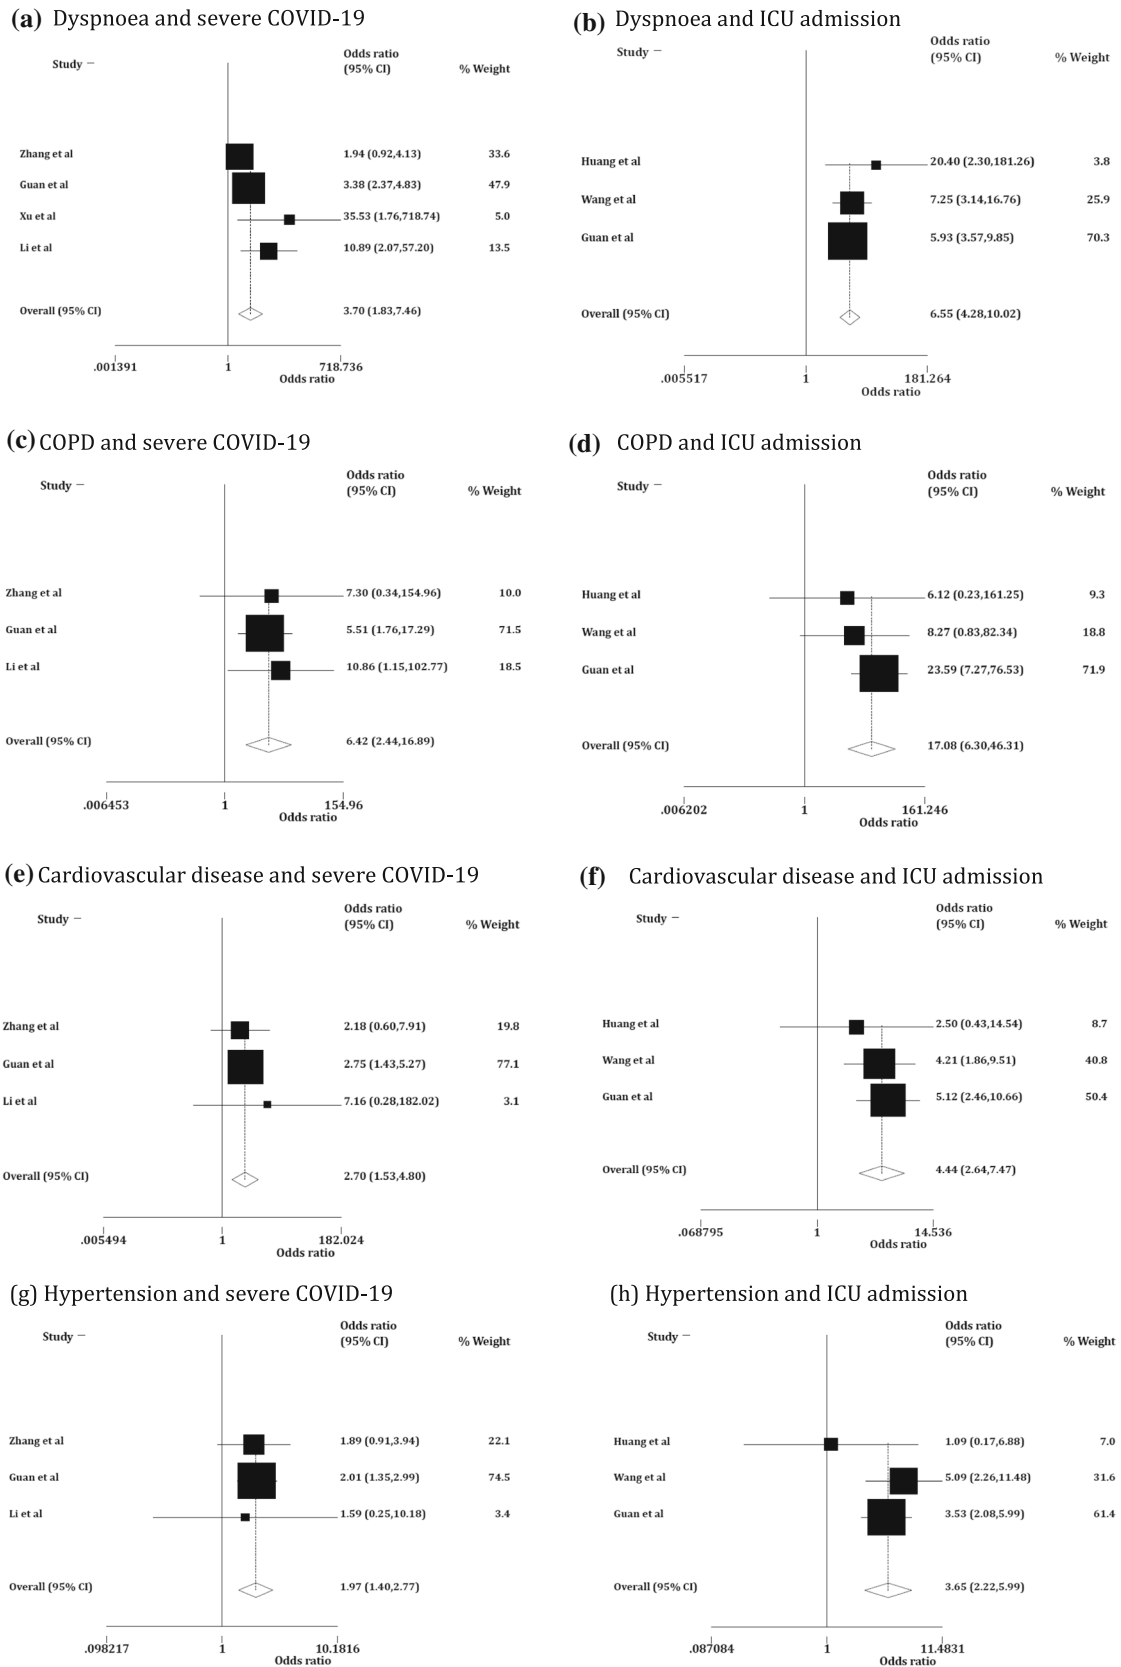 (a) Dyspnoea and severe COVID-19
Odds ratio
Study — (95% CI) % Weight
Zhang et al 1.94 (0.92,4.13) 33.6
Guan et al 3.38 (2.37,4.83) 47.9
Xu et al 35.53 (1.76,718.74) 5.0
Li et al 10.89 (2.07,57.20) 13.5
Overall (95% CI) 3.70 (1.83,7.46)
.001391 1 718.736
Odds ratio
(b) Dyspnoea and ICU admission
Odds ratio
Study — (95% CI) % Weight
Huang et al 20.40 (2.30,181.26) 3.8
Wang et al 7.25 (3.14,16.76) 25.9
Guan et al 5.93 (3.57,9.85) 70.3
Overall (95% CI) 6.55 (4.28,10.02)
.005517 1 181.264
Odds ratio
(c) COPD and severe COVID-19
Odds ratio
Study — (95% CI) % Weight
Zhang et al 7.30 (0.34,154.96) 10.0
Guan et al 5.51 (1.76,17.29) 71.5
Li et al 10.86 (1.15,102.77) 18.5
Overall (95% CI) 6.42 (2.44,16.89)
.006453 1 154.96
Odds ratio
(d) COPD and ICU admission
Odds ratio
Study — (95% CI) % Weight
Huang et al 6.12 (0.23,161.25) 9.3
Wang et al 8.27 (0.83,82.34) 18.8
Guan et al 23.59 (7.27,76.53) 71.9
Overall (95% CI) 17.08 (6.30,46.31)
.006202 1 161.246
Odds ratio
(e) Cardiovascular disease and severe COVID-19
Odds ratio
Study — (95% CI) % Weight
Zhang et al 2.18 (0.60,7.91) 19.8
Guan et al 2.75 (1.43,5.27) 77.1
Li et al 7.16 (0.28,182.02) 3.1
Overall (95% CI) 2.70 (1.53,4.80)
.005494 1 182.024
Odds ratio
(f) Cardiovascular disease and ICU admission
Odds ratio
Study — (95% CI) % Weight
Huang et al 2.50 (0.43,14.54) 8.7
Wang et al 4.21 (1.86,9.51) 40.8
Guan et al 5.12 (2.46,10.66) 50.4
Overall (95% CI) 4.44 (2.64,7.47)
.068795 1 14.536
Odds ratio
(g) Hypertension and severe COVID-19
Odds ratio
Study — (95% CI) % Weight
Zhang et al 1.89 (0.91,3.94) 22.1
Guan et al 2.01 (1.35,2.99) 74.5
Li et al 1.59 (0.25,10.18) 3.4
Overall (95% CI) 1.97 (1.40,2.77)
.098217 1 10.1816
Odds ratio
(h) Hypertension and ICU admission
Odds ratio
Study — (95% CI) % Weight
Huang et al 1.09 (0.17,6.88) 7.0
Wang et al 5.09 (2.26,11.48) 31.6
Guan et al 3.53 (2.08,5.99) 61.4
Overall (95% CI) 3.65 (2.22,5.99)
.087084 1 11.4831
Odds ratio